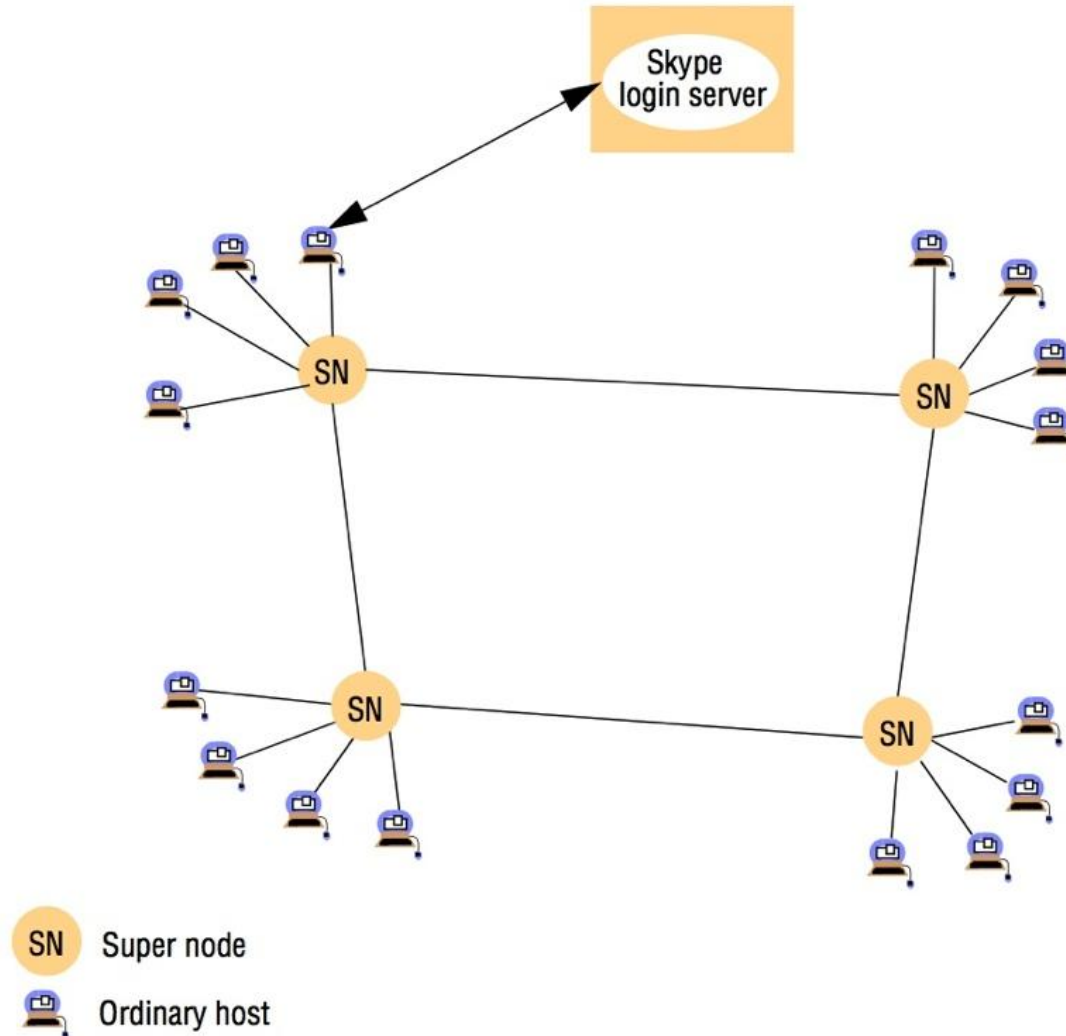 Skype
login server
SN
SN
SN
SN
SN Super node
Ordinary host